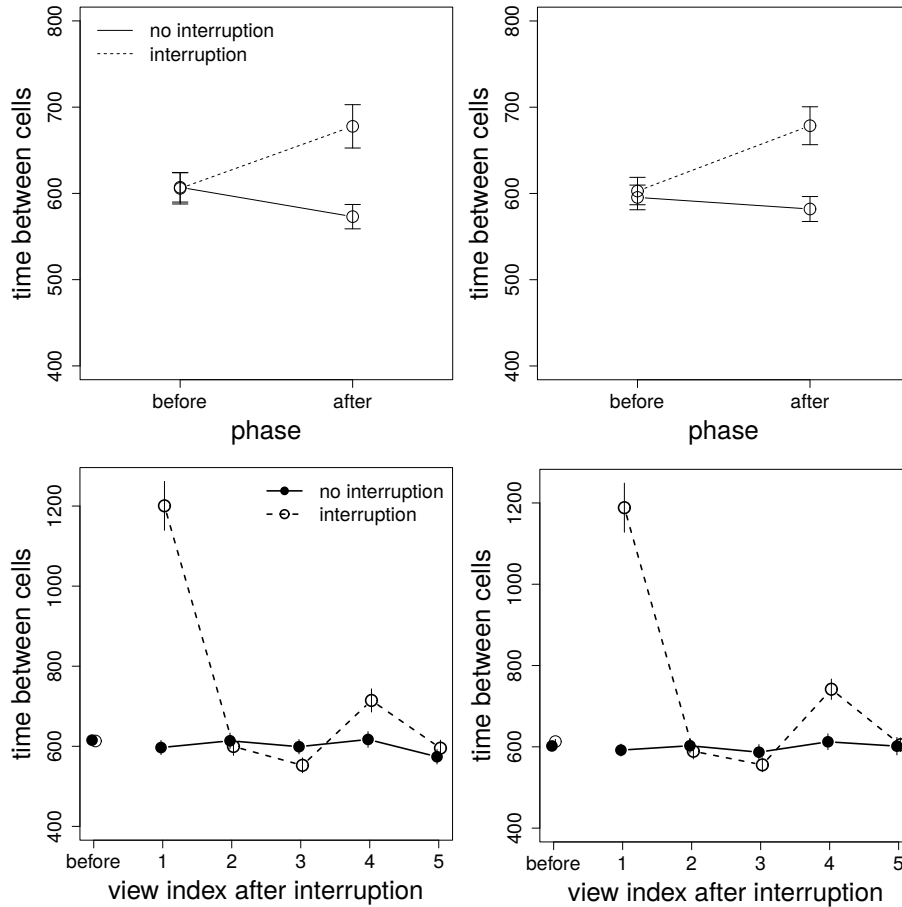 no interruption
interruption
time between cells
400 500 600 700 800
before after
phase
time between cells
400 500 600 700 800
before after
phase
no interruption
interruption
time between cells
400 600 800 1000 1200
before 1 2 3 4 5
view index after interruption
time between cells
400 600 800 1000 1200
before 1 2 3 4 5
view index after interruption